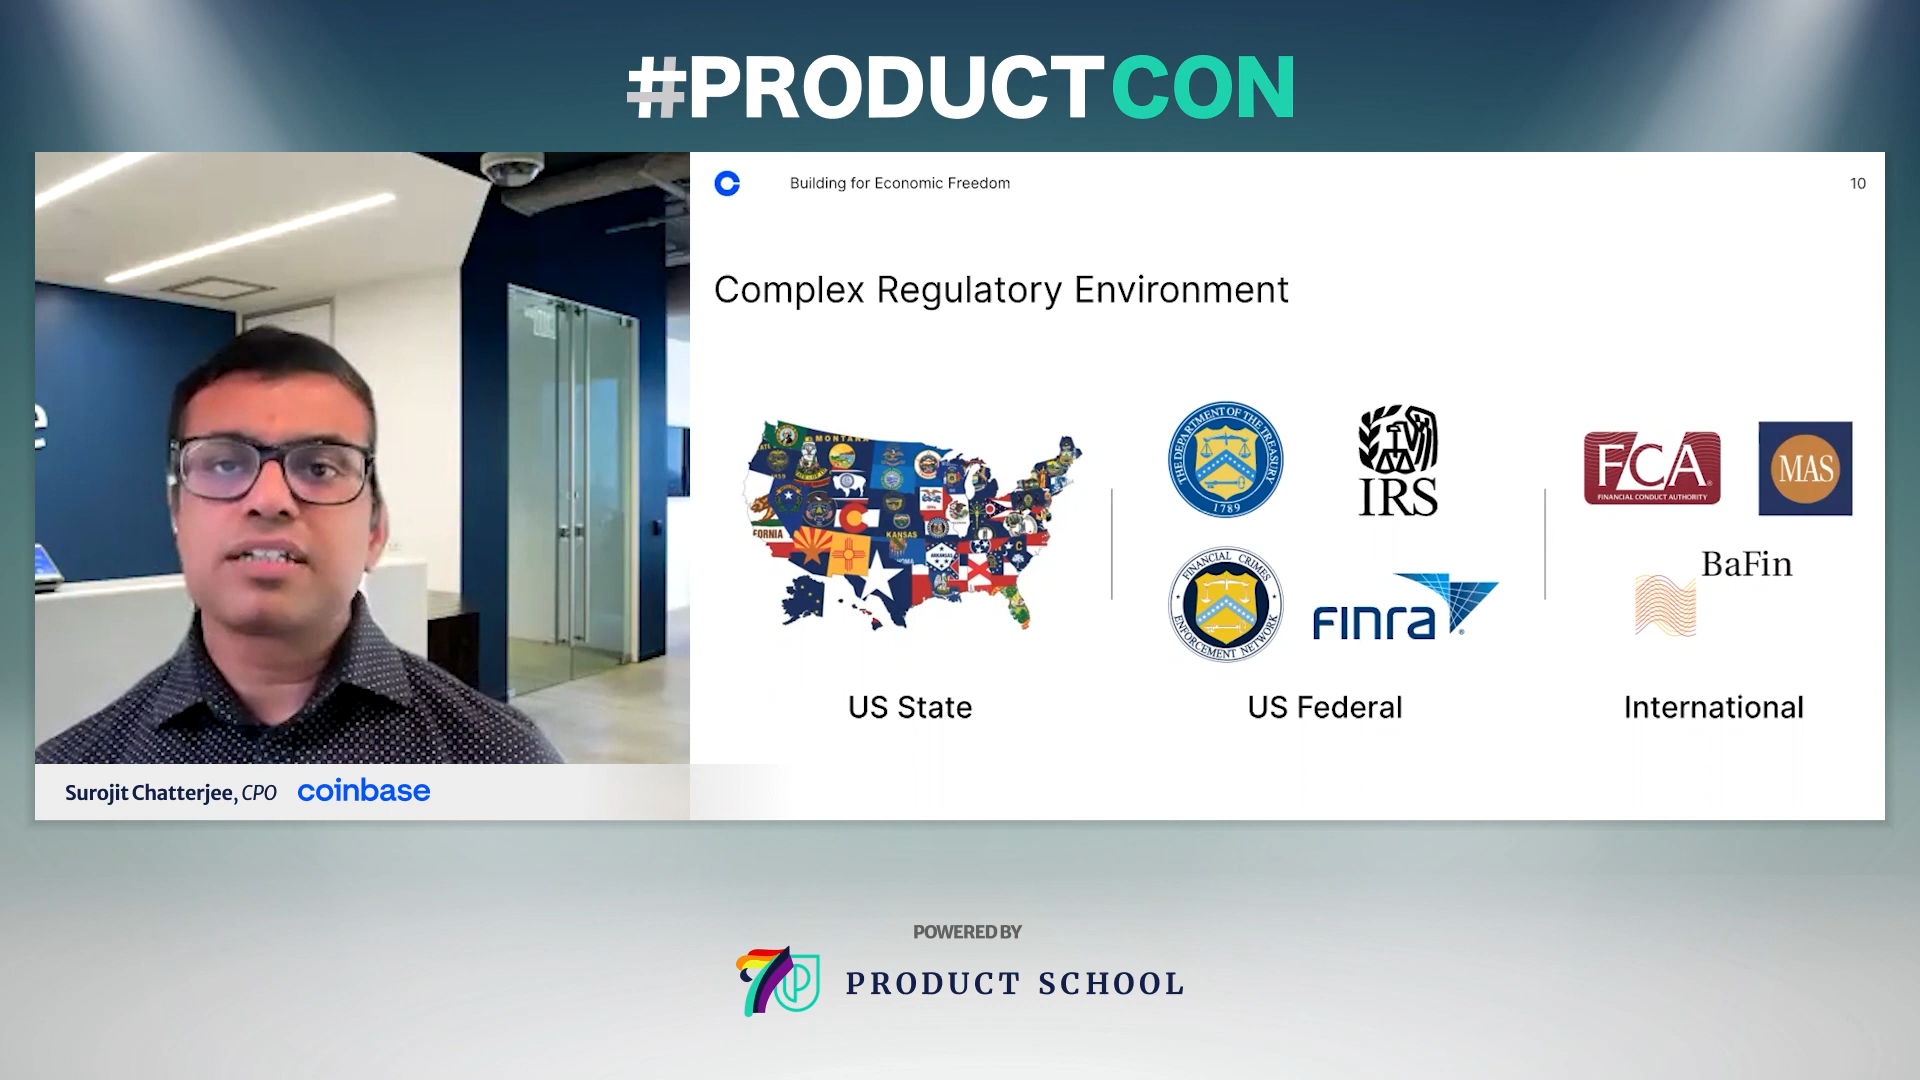 #PRODUCTCON
Building for Economic Freedom
10
Complex Regulatory Environment
MONTANA
FORNIA
KANSAS
ARKANSAS
THE DEPARTMENT OF THE TREASURY
1789
IRS
FINANCIAL CRIMES
ENFORCEMENT NETWORK
finra
FCA
FINANCIAL CONDUCT AUTHORITY
MAS
BaFin
US State
US Federal
International
Surojit Chatterjee, CPO coinbase
POWERED BY
PRODUCT SCHOOL